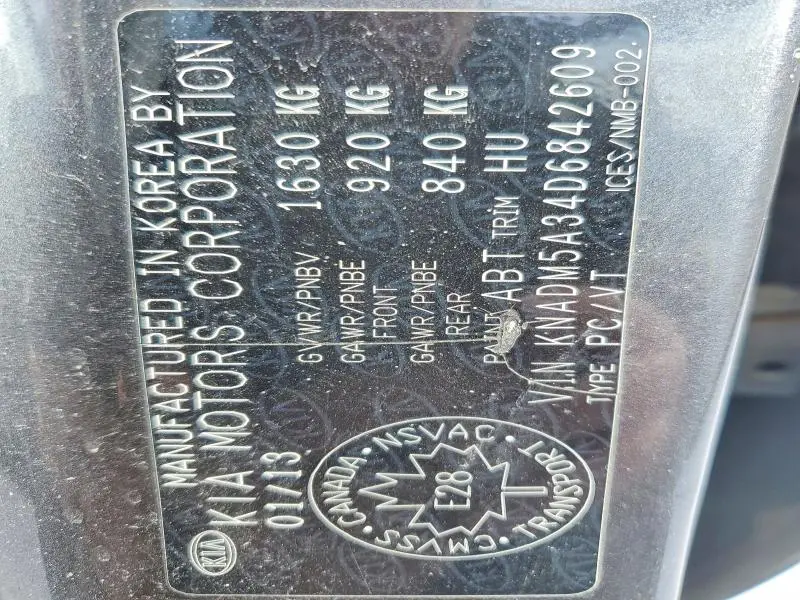 MANUFACTURED IN KOREA BY
KIA KIA MOTORS CORPORATION
01/13
GVWR/PNBV 1630 KG
GAWR/PNBE FRONT 920 KG
GAWR/PNBE REAR 840 KG
PAINT ABT TRIM HU
VIN KNADM5A34D6842609
TYPE PC/VT ICES/NMB-002
CANADA · NSVAC · TRANSPORT · CMVSS
E28